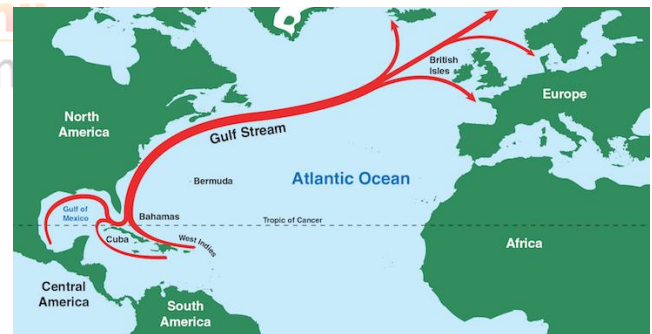 North
America
Gulf Stream
British
Isles
Europe
Bermuda
Atlantic Ocean
Gulf of
Mexico
Bahamas
Tropic of Cancer
Cuba
West Indies
Africa
Central
America
South
America